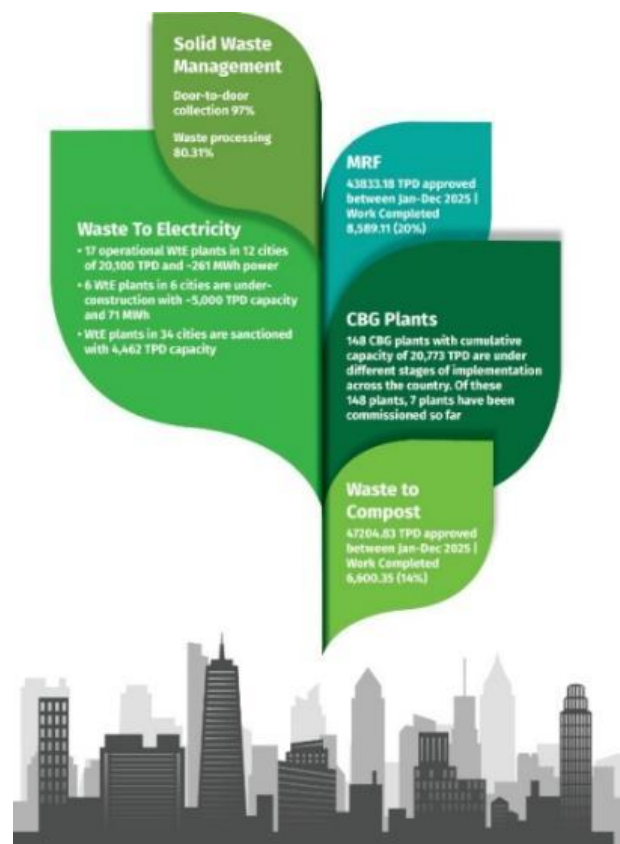 Solid Waste
Management
Door-to-door
collection 97%
Waste processing
80.31%
Waste To Electricity
• 17 operational WtE plants in 12 cities
of 20,100 TPD and ~261 MWh power
• 6 WtE plants in 6 cities are under-
construction with ~5,000 TPD capacity
and 71 MWh
• WtE plants in 34 cities are sanctioned
with 4,462 TPD capacity
MRF
43833.18 TPD approved
between Jan-Dec 2025 |
Work Completed
8,589.11 (20%)
CBG Plants
148 CBG plants with cumulative
capacity of 20,773 TPD are under
different stages of implementation
across the country. Of these
148 plants, 7 plants have been
commissioned so far
Waste to
Compost
47204.83 TPD approved
between Jan-Dec 2025 |
Work Completed
6,600.35 (14%)